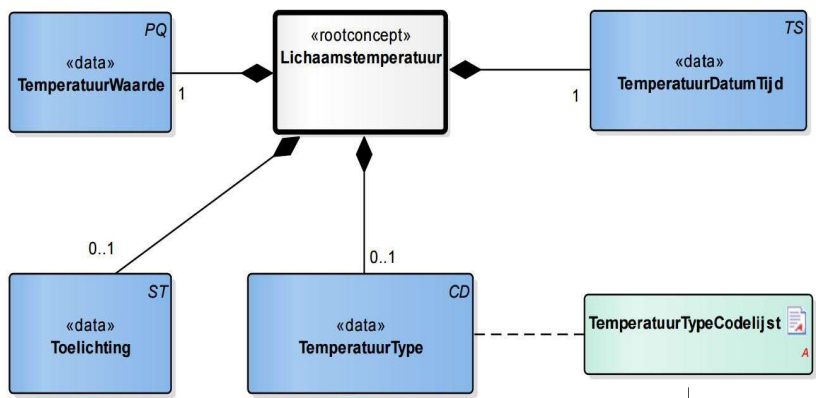 PQ
«data»
TemperatuurWaarde
1
«rootconcept»
Lichaamstemperatuur
TS
«data»
TemperatuurDatumTijd
1
0..1
0..1
ST
«data»
Toelichting
CD
«data»
TemperatuurType
TemperatuurTypeCodelijst
A